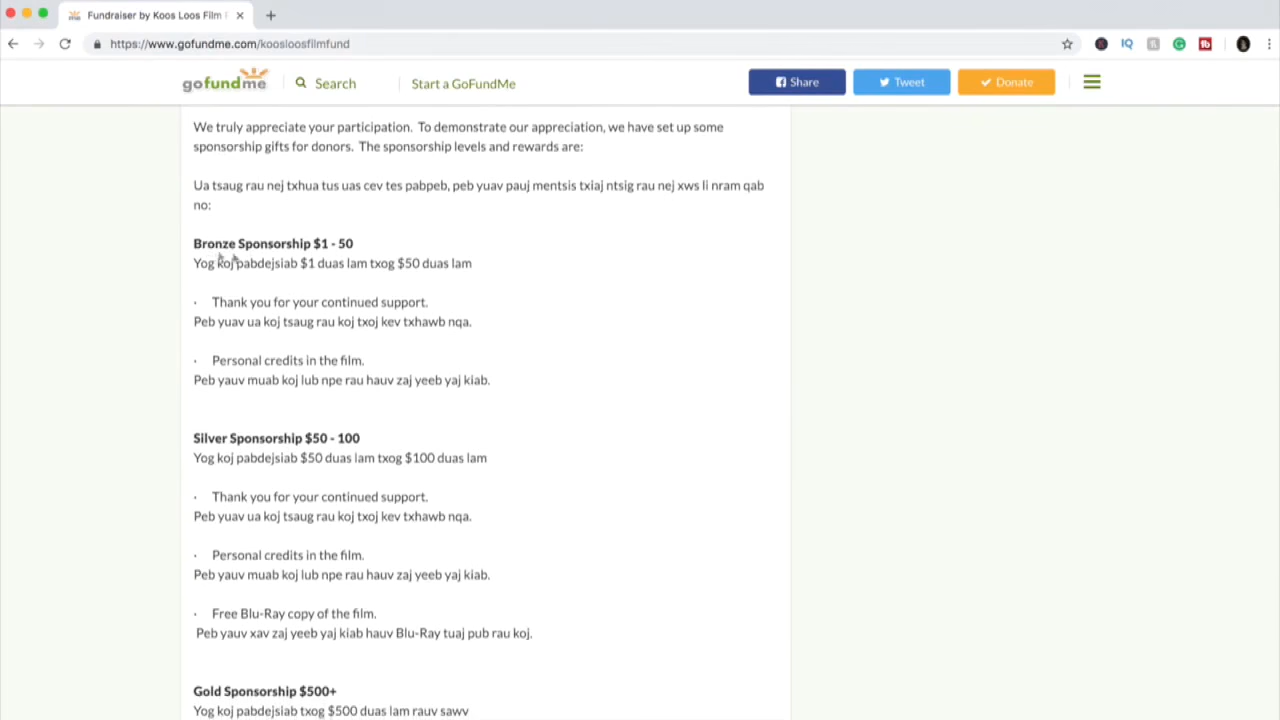 Fundraiser by Koos Loos Film
https://www.gofundme.com/koosloosfilmfund
gofundme
Search
Start a GoFundMe
Share
Tweet
Donate
We truly appreciate your participation. To demonstrate our appreciation, we have set up some
sponsorship gifts for donors. The sponsorship levels and rewards are:
Ua tsaug rau nej txhua tus uas cev tes pabpeb, peb yuav pauj mentsis txiaj ntsig rau nej xws li nram qab
no:
Bronze Sponsorship $1 - 50
Yog koj pabdejsiab $1 duas lam txog $50 duas lam
· Thank you for your continued support.
Peb yuav ua koj tsaug rau koj txoj kev txhawb nqa.
· Personal credits in the film.
Peb yauv muab koj lub npe rau hauv zaj yeeb yaj kiab.
Silver Sponsorship $50 - 100
Yog koj pabdejsiab $50 duas lam txog $100 duas lam
· Thank you for your continued support.
Peb yuav ua koj tsaug rau koj txoj kev txhawb nqa.
· Personal credits in the film.
Peb yauv muab koj lub npe rau hauv zaj yeeb yaj kiab.
· Free Blu-Ray copy of the film.
Peb yauv xav zaj yeeb yaj kiab hauv Blu-Ray tuaj pub rau koj.
Gold Sponsorship $500+
Yog koj pabdejsiab txog $500 duas lam rauv sawv